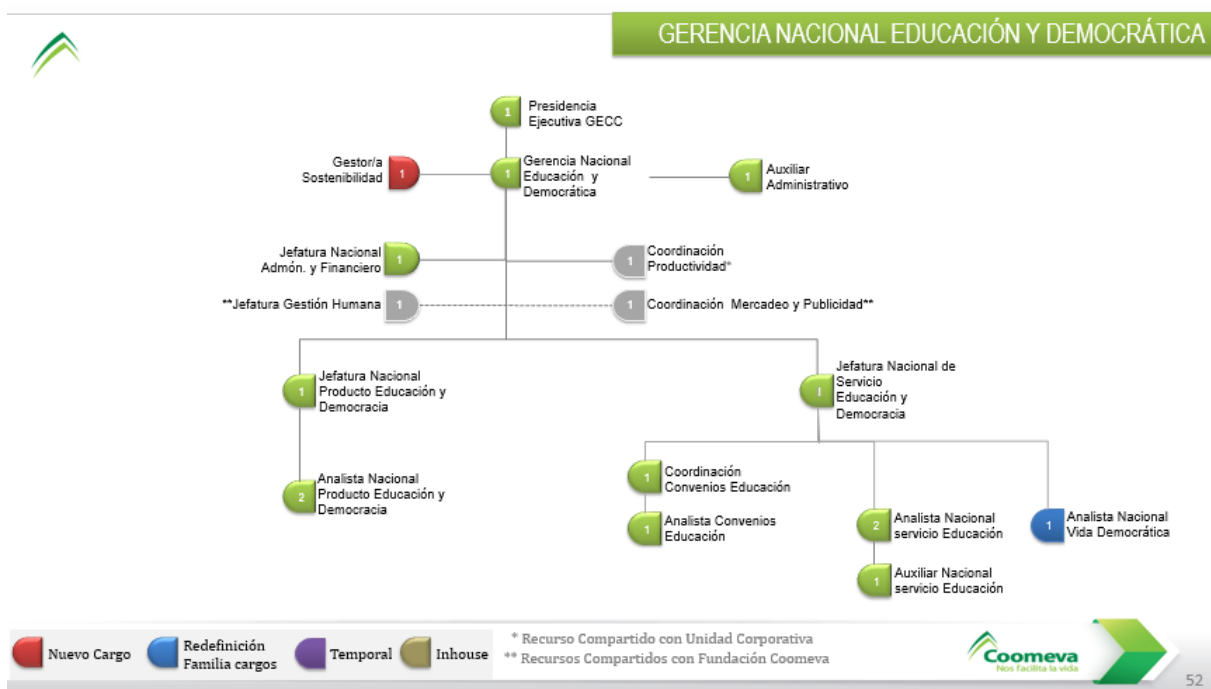 GERENCIA NACIONAL EDUCACIÓN Y DEMOCRÁTICA
1
Presidencia
Ejecutiva GECC
Gestor/a
Sostenibilidad
1
1
Gerencia Nacional
Educación y
Democrática
1
Auxiliar
Administrativo
Jefatura Nacional
Admón. y Financiero
1
1
Coordinación
Productividad*
**Jefatura Gestión Humana
1
1
Coordinación Mercadeo y Publicidad**
1
Jefatura Nacional
Producto Educación y
Democracia
I
Jefatura Nacional de
Servicio
Educación y
Democracia
2
Analista Nacional
Producto Educación y
Democracia
1
Coordinación
Convenios Educación
1
Analista Convenios
Educación
2
Analista Nacional
servicio Educación
1
Analista Nacional
Vida Democrática
1
Auxiliar Nacional
servicio Educación
Nuevo Cargo
Redefinición
Familia cargos
Temporal
Inhouse
* Recurso Compartido con Unidad Corporativa
** Recursos Compartidos con Fundación Coomeva
Coomeva
Nos facilita la vida
52